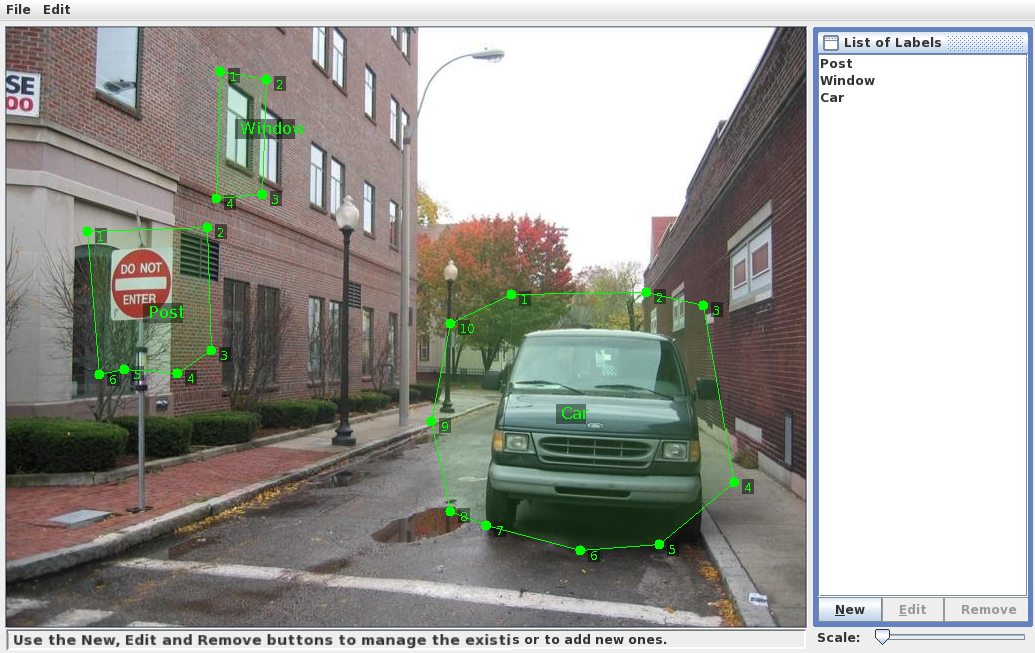 File Edit
SE
00
1
2
Window
4
3
1
2
DO NOT
ENTER
Post
3
6
5
4
1
2
3
10
Car
9
4
8
7
6
5
List of Labels
Post
Window
Car
New Edit Remove
Use the New, Edit and Remove buttons to manage the existis or to add new ones.
Scale: